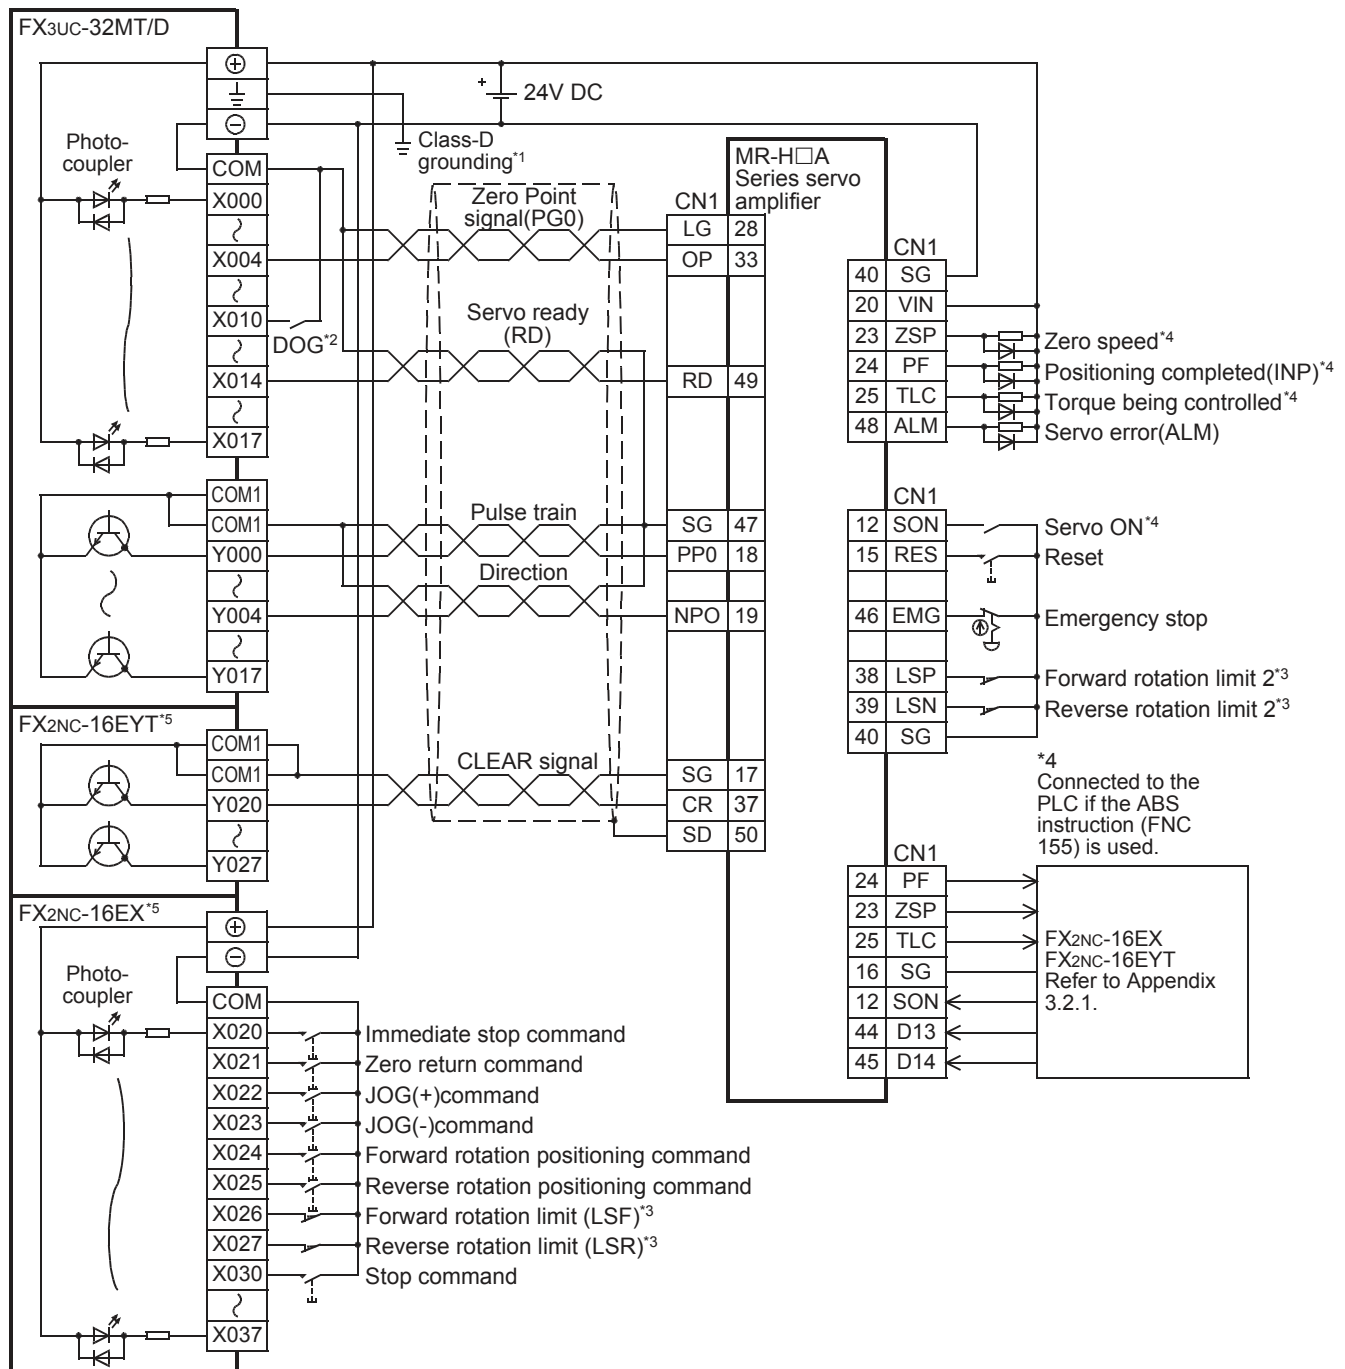 FX3UC-32MT/D
⊕
⊖
+
24V DC
Class-D
grounding*1
Photo-
coupler
COM
X000
X004
X010
DOG*2
X014
X017
COM1
COM1
Y000
Y004
Y017
FX2NC-16EYT*5
COM1
COM1
Y020
Y027
FX2NC-16EX*5
⊕
⊖
Photo-
coupler
COM
X020 Immediate stop command
X021 Zero return command
X022 JOG(+)command
X023 JOG(-)command
X024 Forward rotation positioning command
X025 Reverse rotation positioning command
X026 Forward rotation limit (LSF)*3
X027 Reverse rotation limit (LSR)*3
X030 Stop command
X037
Zero Point
signal(PG0)
Servo ready
(RD)
Pulse train
Direction
CLEAR signal
MR-H□A
Series servo
amplifier
CN1
LG 28
OP 33
RD 49
SG 47
PP0 18
NPO 19
SG 17
CR 37
SD 50
CN1
40 SG
20 VIN
23 ZSP Zero speed*4
24 PF Positioning completed(INP)*4
25 TLC Torque being controlled*4
48 ALM Servo error(ALM)
CN1
12 SON Servo ON*4
15 RES Reset
46 EMG Emergency stop
38 LSP Forward rotation limit 2*3
39 LSN Reverse rotation limit 2*3
40 SG
*4
Connected to the
PLC if the ABS
instruction (FNC
155) is used.
CN1
24 PF
23 ZSP
25 TLC
16 SG
12 SON
44 D13
45 D14
FX2NC-16EX
FX2NC-16EYT
Refer to Appendix
3.2.1.